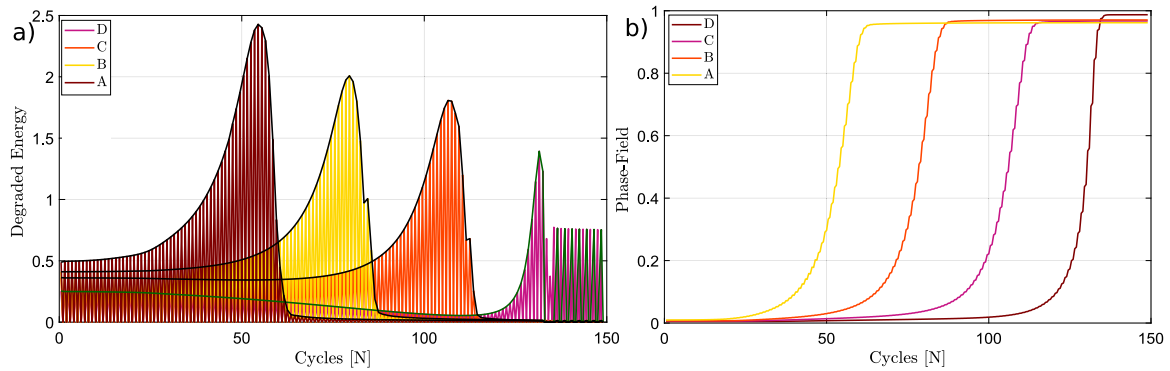 a)
D
C
B
A
Degraded Energy
2.5
2
1.5
1
0.5
0
0
50
100
150
Cycles [N]
b)
D
C
B
A
Phase-Field
1
0.8
0.6
0.4
0.2
0
0
50
100
150
Cycles [N]